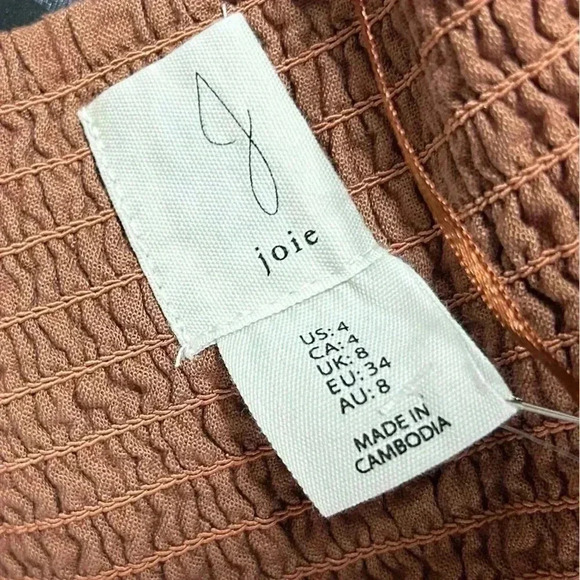 J
joie
US: 4
CA: 4
UK: 8
EU: 34
AU: 8
MADE IN
CAMBODIA